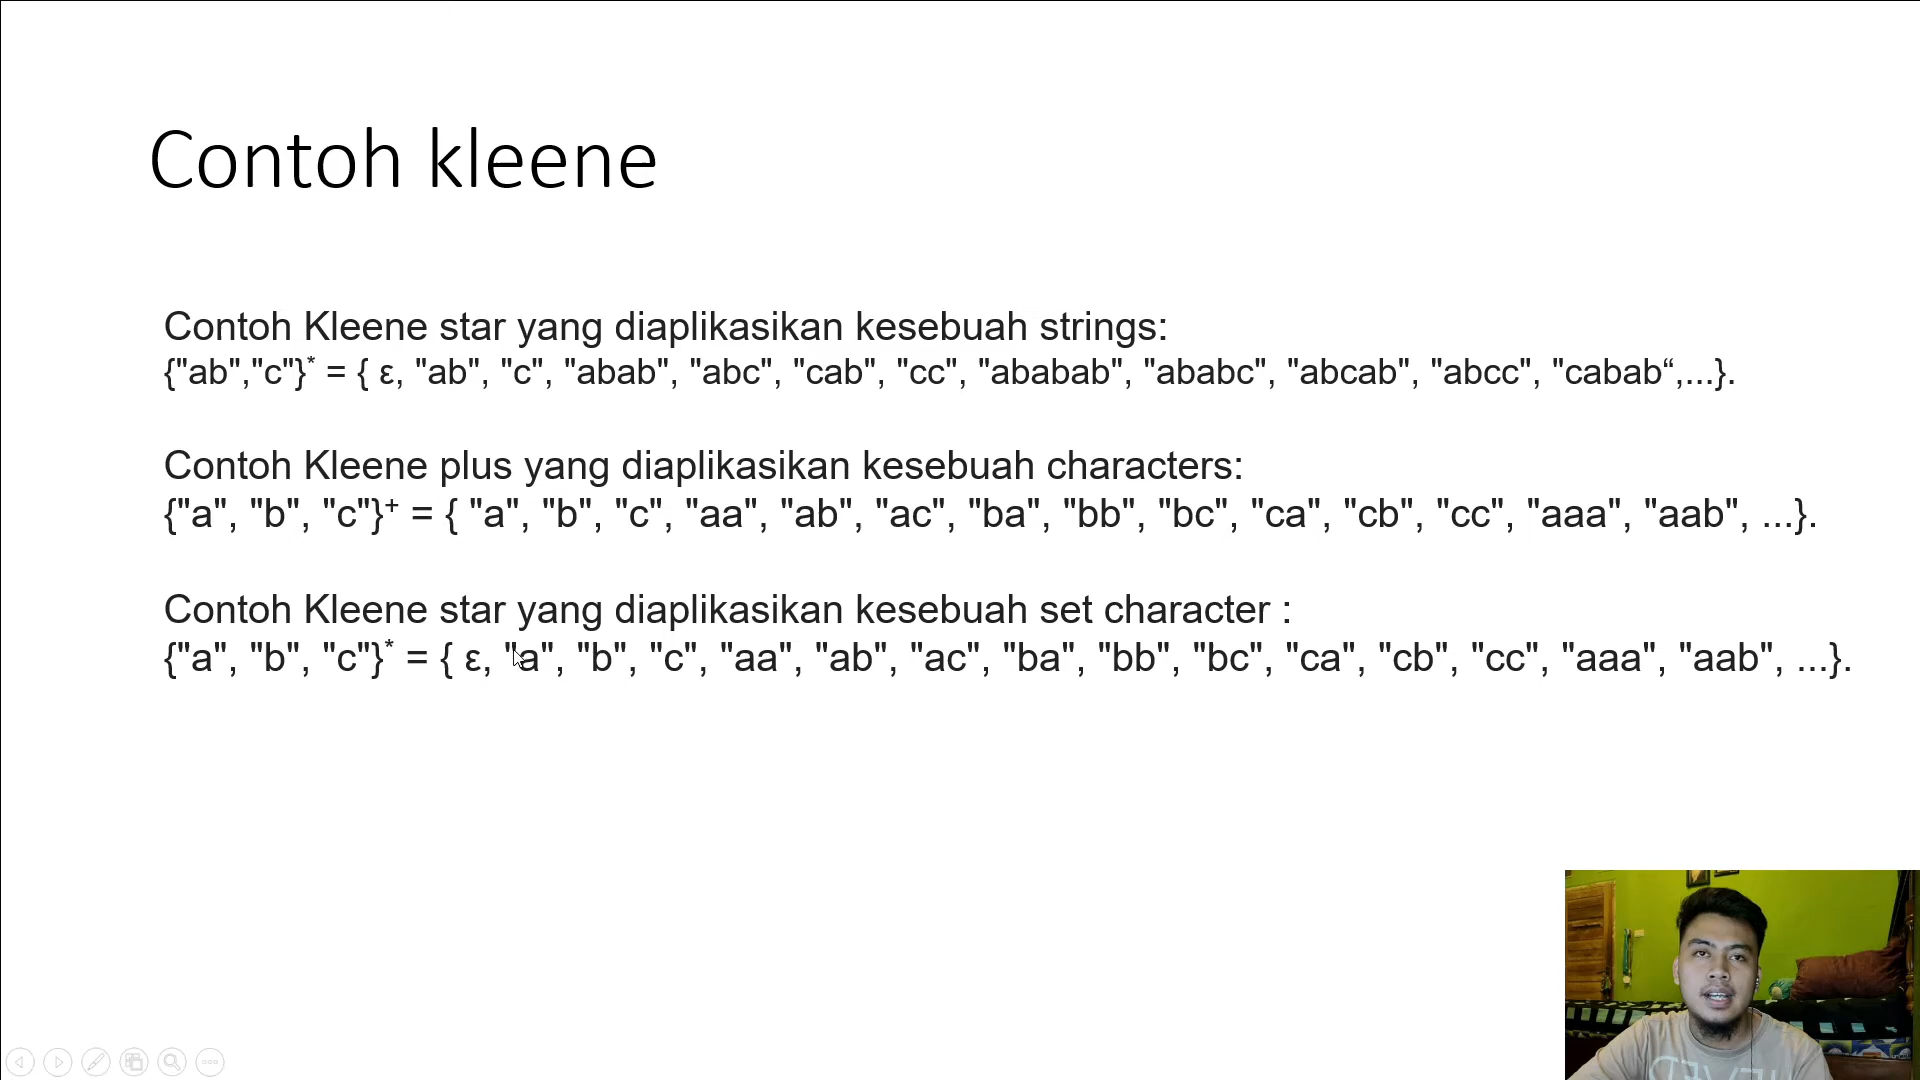 Contoh kleene
Contoh Kleene star yang diaplikasikan kesebuah strings:
{"ab","c"}* = { ε, "ab", "c", "abab", "abc", "cab", "cc", "ababab", "ababc", "abcab", "abcc", "cabab“,...}.
Contoh Kleene plus yang diaplikasikan kesebuah characters:
{"a", "b", "c"}⁺ = { "a", "b", "c", "aa", "ab", "ac", "ba", "bb", "bc", "ca", "cb", "cc", "aaa", "aab", ...}.
Contoh Kleene star yang diaplikasikan kesebuah set character :
{"a", "b", "c"}* = { ε, "a", "b", "c", "aa", "ab", "ac", "ba", "bb", "bc", "ca", "cb", "cc", "aaa", "aab", ...}.